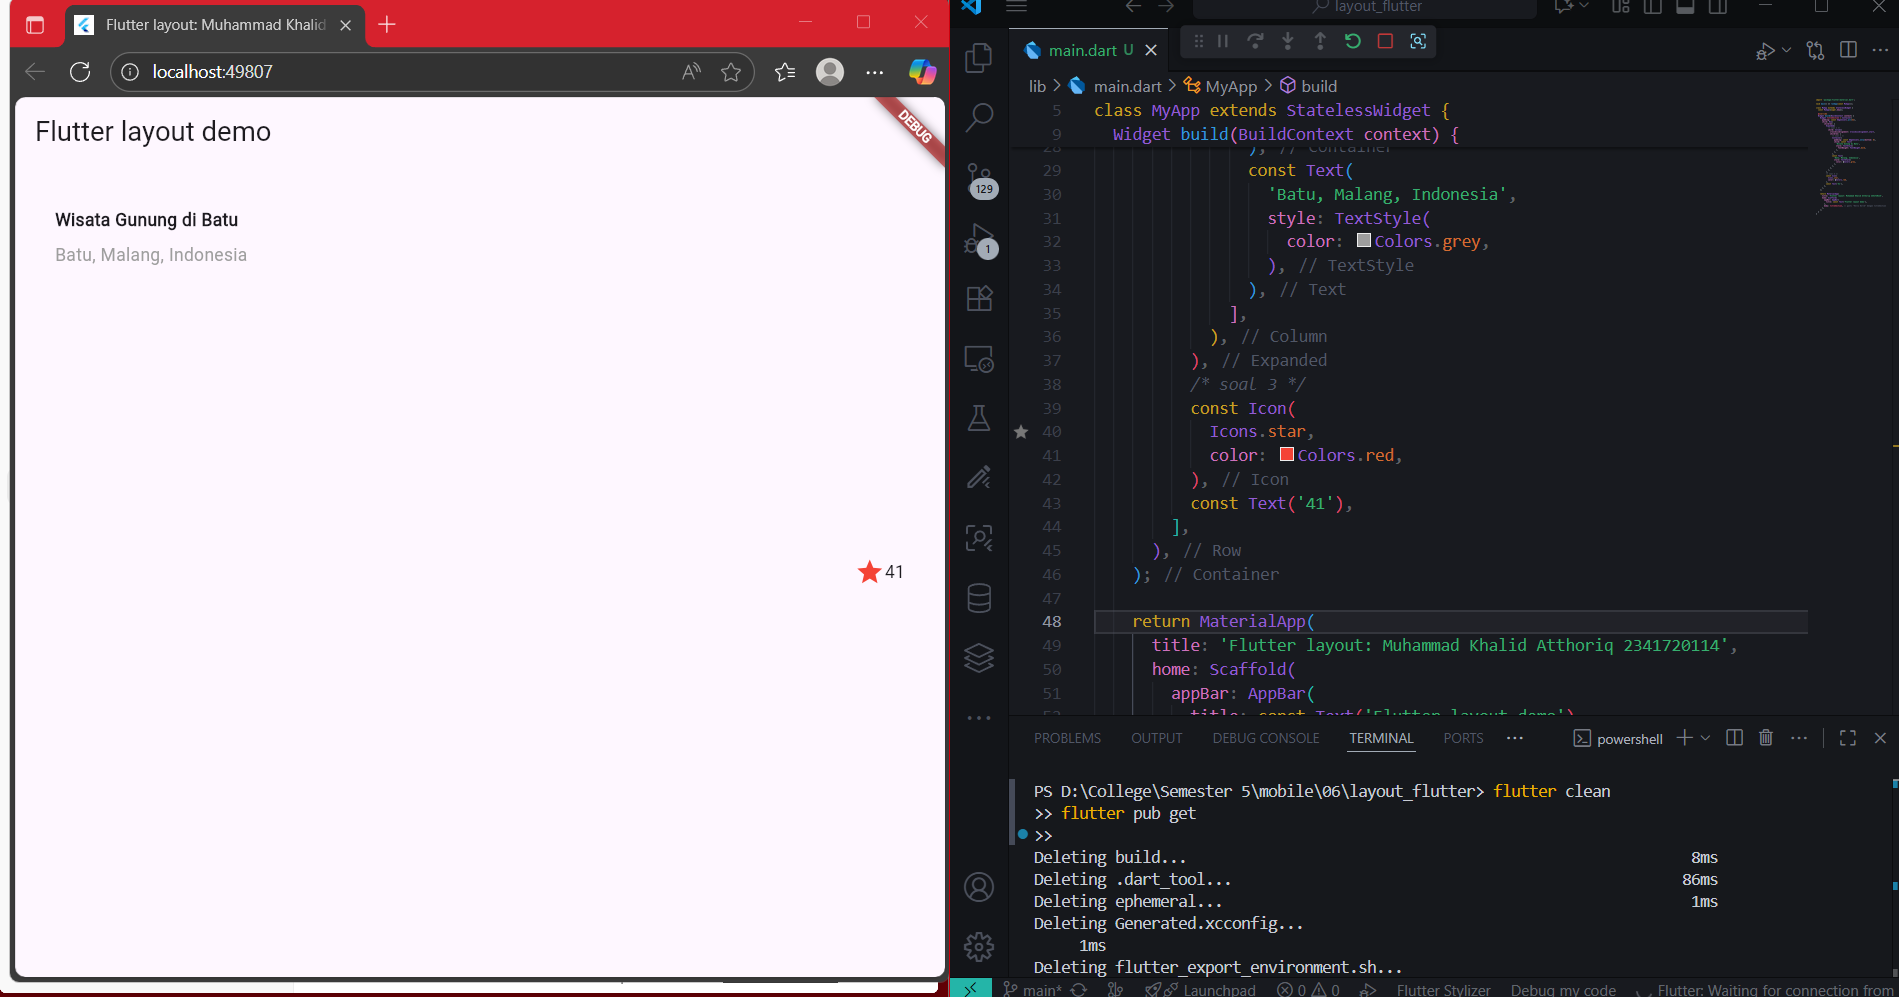 Flutter layout: Muhammad Khalid
localhost:49807
Flutter layout demo
DEBUG
Wisata Gunung di Batu
Batu, Malang, Indonesia
41
layout_flutter
main.dart U
lib > main.dart > MyApp > build
5 class MyApp extends StatelessWidget {
9 Widget build(BuildContext context) {
28 ), // Container
29 const Text(
30 'Batu, Malang, Indonesia',
31 style: TextStyle(
32 color: Colors.grey,
33 ), // TextStyle
34 ), // Text
35 ],
36 ), // Column
37 ), // Expanded
38 /* soal 3 */
39 const Icon(
40 Icons.star,
41 color: Colors.red,
42 ), // Icon
43 const Text('41'),
44 ],
45 ), // Row
46 ); // Container
47
48 return MaterialApp(
49 title: 'Flutter layout: Muhammad Khalid Atthoriq 2341720114',
50 home: Scaffold(
51 appBar: AppBar(
52 title: const Text('Flutter layout demo')
129
1
PROBLEMS OUTPUT DEBUG CONSOLE TERMINAL PORTS ... powershell
PS D:\College\Semester 5\mobile\06\layout_flutter> flutter clean
>> flutter pub get
>>
Deleting build... 8ms
Deleting .dart_tool... 86ms
Deleting ephemeral... 1ms
Deleting Generated.xcconfig...
1ms
Deleting flutter_export_environment.sh...
main* Launchpad 0 0 Flutter Stylizer Debug my code Flutter: Waiting for connection from